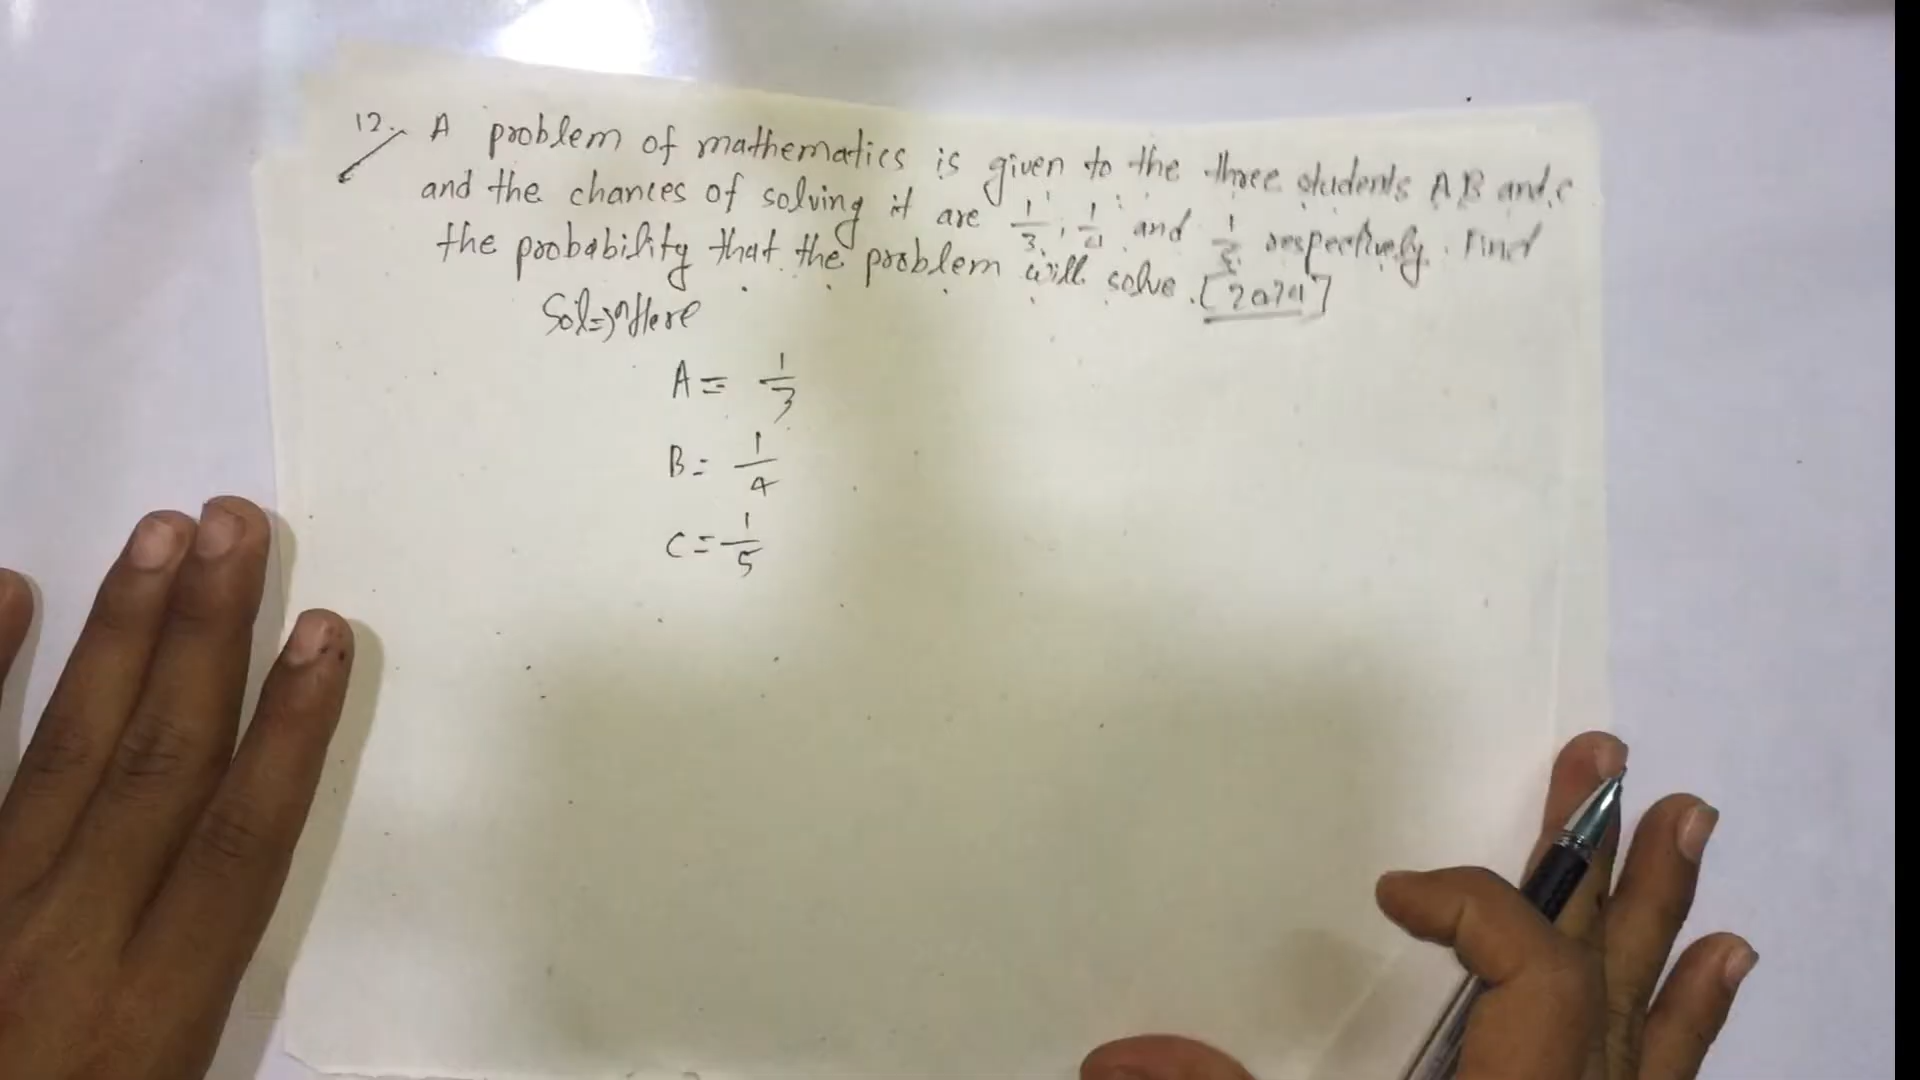 12. A problem of mathematics is given to the three students A B and C
and the chances of solving it are 1/3, 1/4 and 1/5 respectively. Find
the probability that the problem will solve. [2024]
Solⁿ⇒ Here
A = 1/3
B = 1/4
C = 1/5